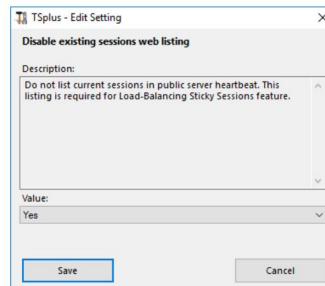 TSplus - Edit Setting
Disable existing sessions web listing
Description:
Do not list current sessions in public server heartbeat. This
listing is required for Load-Balancing Sticky Sessions feature.
Value:
Yes
Save
Cancel